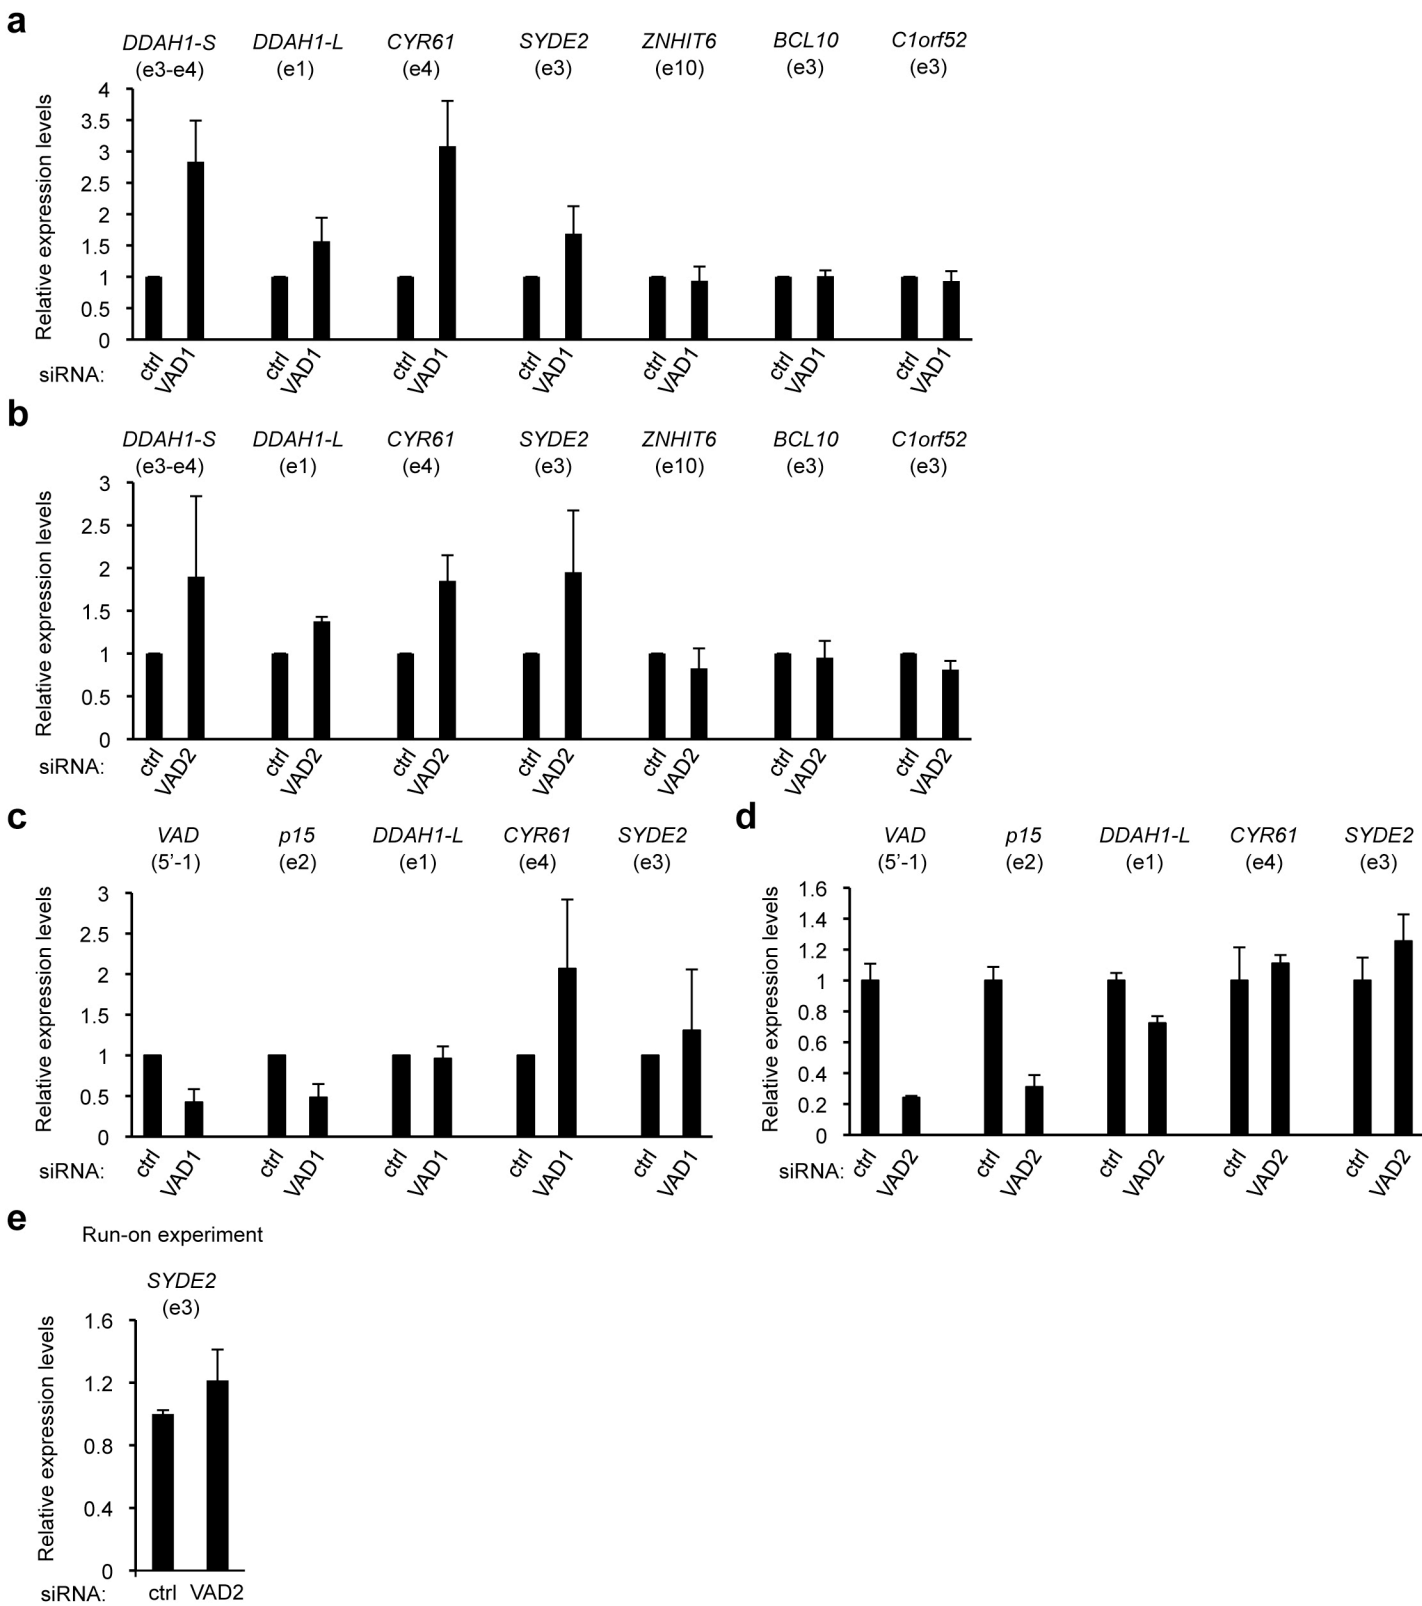 a
DDAH1-S DDAH1-L CYR61 SYDE2 ZNHIT6 BCL10 C1orf52
(e3-e4) (e1) (e4) (e3) (e10) (e3) (e3)
Relative expression levels
4
3.5
3
2.5
2
1.5
1
0.5
0
siRNA: ctrl VAD1 ctrl VAD1 ctrl VAD1 ctrl VAD1 ctrl VAD1 ctrl VAD1 ctrl VAD1
b
DDAH1-S DDAH1-L CYR61 SYDE2 ZNHIT6 BCL10 C1orf52
(e3-e4) (e1) (e4) (e3) (e10) (e3) (e3)
Relative expression levels
3
2.5
2
1.5
1
0.5
0
siRNA: ctrl VAD2 ctrl VAD2 ctrl VAD2 ctrl VAD2 ctrl VAD2 ctrl VAD2 ctrl VAD2
c
VAD p15 DDAH1-L CYR61 SYDE2
(5'-1) (e2) (e1) (e4) (e3)
Relative expression levels
3
2.5
2
1.5
1
0.5
0
siRNA: ctrl VAD1 ctrl VAD1 ctrl VAD1 ctrl VAD1 ctrl VAD1
d
VAD p15 DDAH1-L CYR61 SYDE2
(5'-1) (e2) (e1) (e4) (e3)
Relative expression levels
1.6
1.4
1.2
1
0.8
0.6
0.4
0.2
0
siRNA: ctrl VAD2 ctrl VAD2 ctrl VAD2 ctrl VAD2 ctrl VAD2
e
Run-on experiment
SYDE2
(e3)
Relative expression levels
1.6
1.2
0.8
0.4
0
siRNA: ctrl VAD2